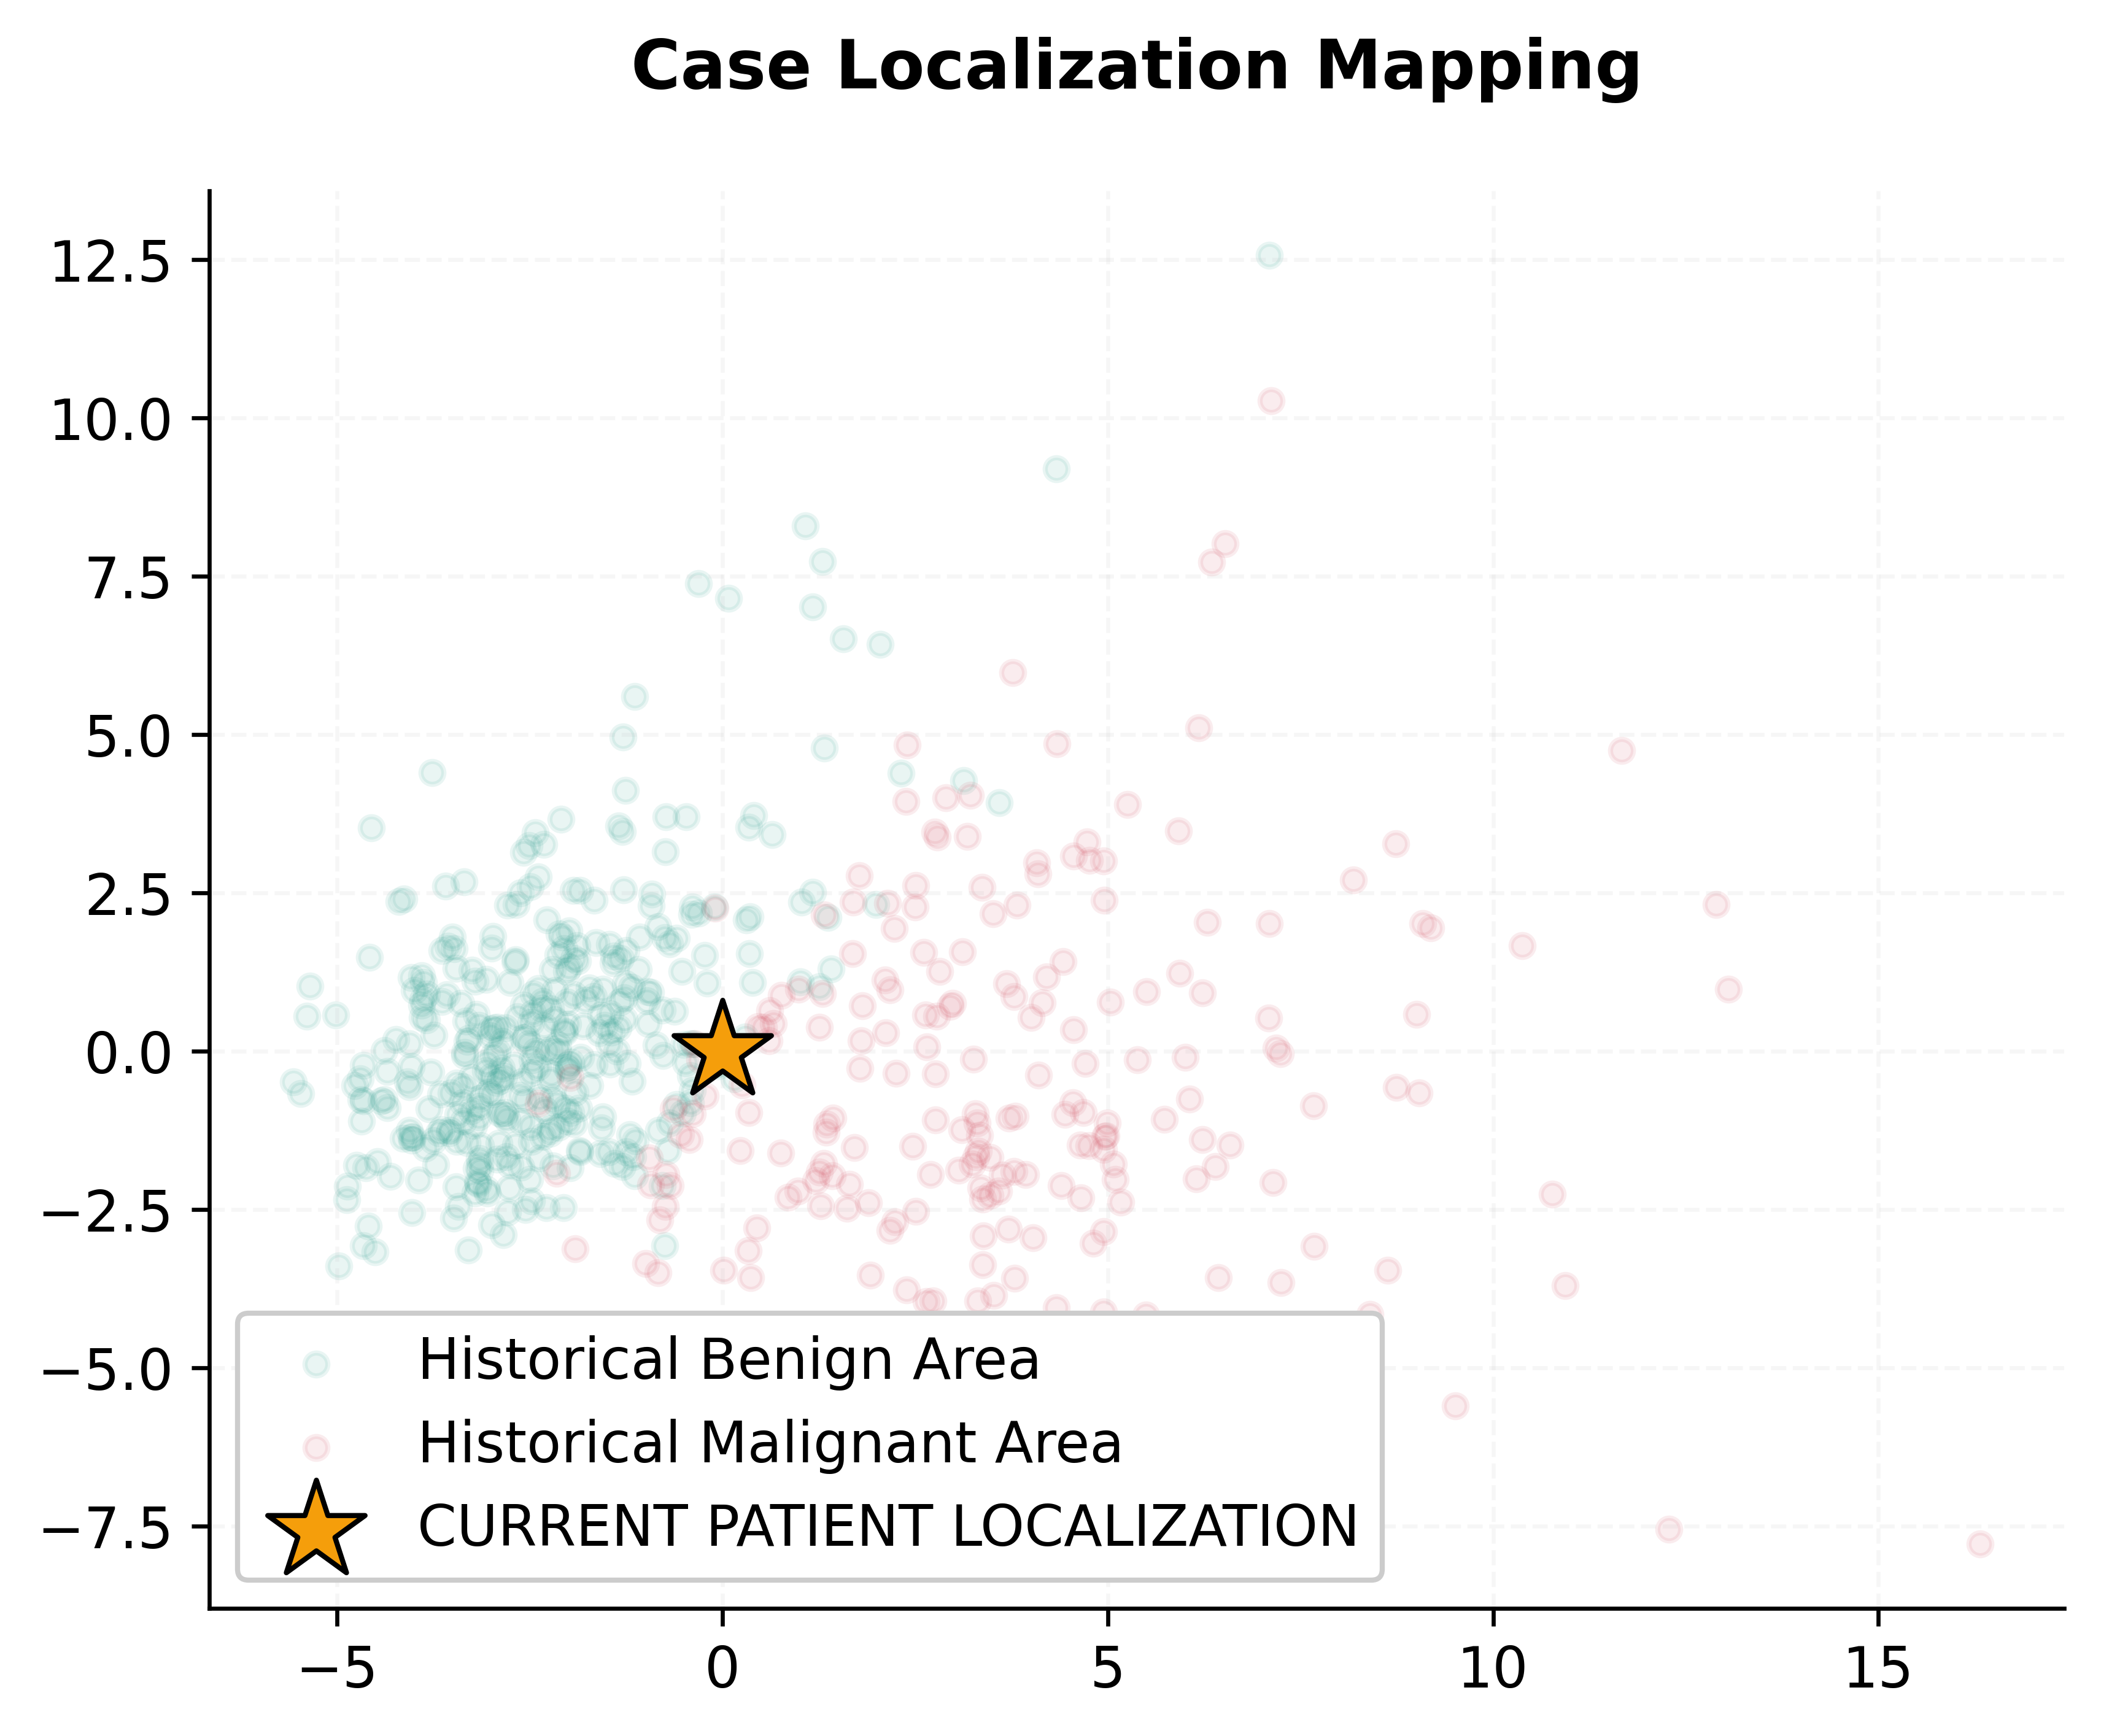 Case Localization Mapping
12.5
10.0
7.5
5.0
2.5
0.0
−2.5
−5.0
−7.5
Historical Benign Area
Historical Malignant Area
CURRENT PATIENT LOCALIZATION
−5 0 5 10 15